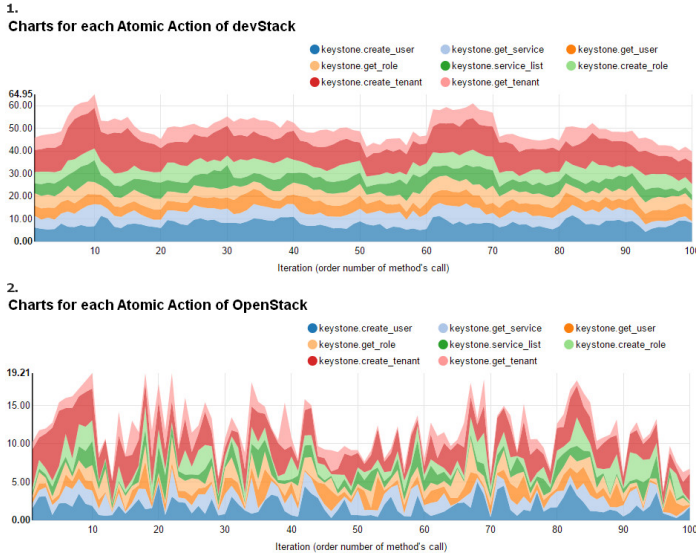 1.
Charts for each Atomic Action of devStack
keystone.create_user keystone.get_service keystone.get_user
keystone.get_role keystone.service_list keystone.create_role
keystone.create_tenant keystone.get_tenant
64.95
60.00
50.00
40.00
30.00
20.00
10.00
0.00
10 20 30 40 50 60 70 80 90 100
Iteration (order number of method's call)
2.
Charts for each Atomic Action of OpenStack
keystone.create_user keystone.get_service keystone.get_user
keystone.get_role keystone.service_list keystone.create_role
keystone.create_tenant keystone.get_tenant
19.21
15.00
10.00
5.00
0.00
10 20 30 40 50 60 70 80 90 100
Iteration (order number of method's call)